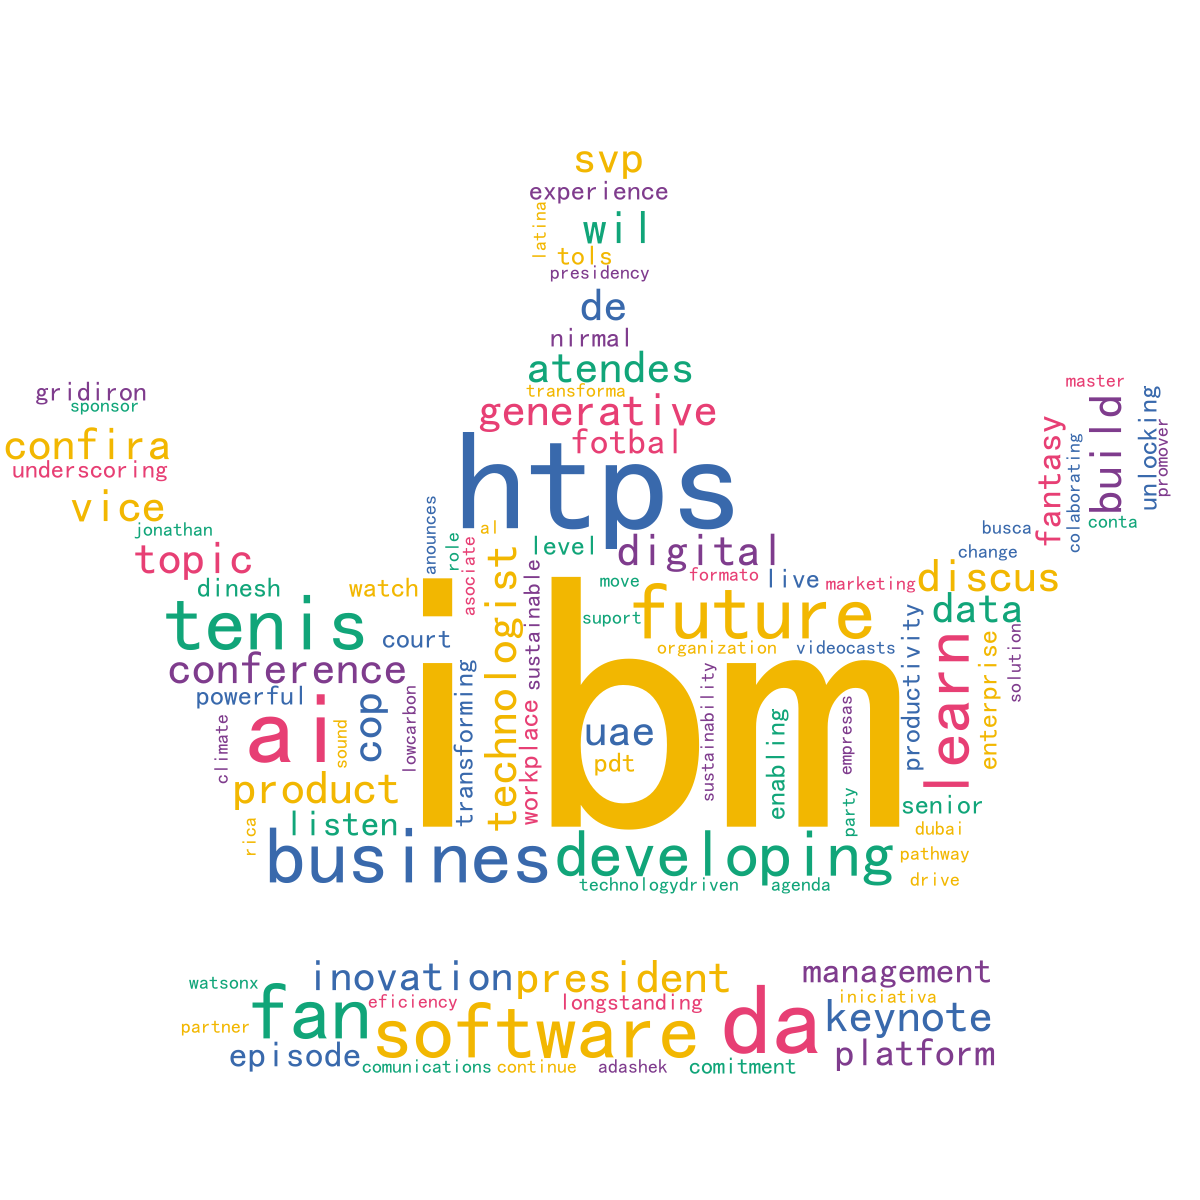 svp
experience
latina
wil
tols
presidency
de
nirmal
atendes
transforma
generative
fotbal
htps
gridiron
sponsor
confira
underscoring
vice
jonathan
topic
dinesh
watch
tenis
court
conference
powerful
ai
sound
cop
lowcarbon
climate
product
listen
rica
busines
developing
technologydriven
agenda
anounces
role
al
asociate
level
digital
technologist
sustainable
workplace
transforming
move
formato
live
marketing
suport
future
organization
videocasts
ibm
uae
pdt
sustainability
enabling
empresas
party
productivity
learn
enterprise
solution
data
discus
change
busca
senior
dubai
pathway
drive
master
build
unlocking
promover
fantasy
colaborating
conta
watsonx
inovation
president
management
fan
eficiency
longstanding
iniciativa
partner
software
da
keynote
episode
platform
comunications
continue
adashek
comitment